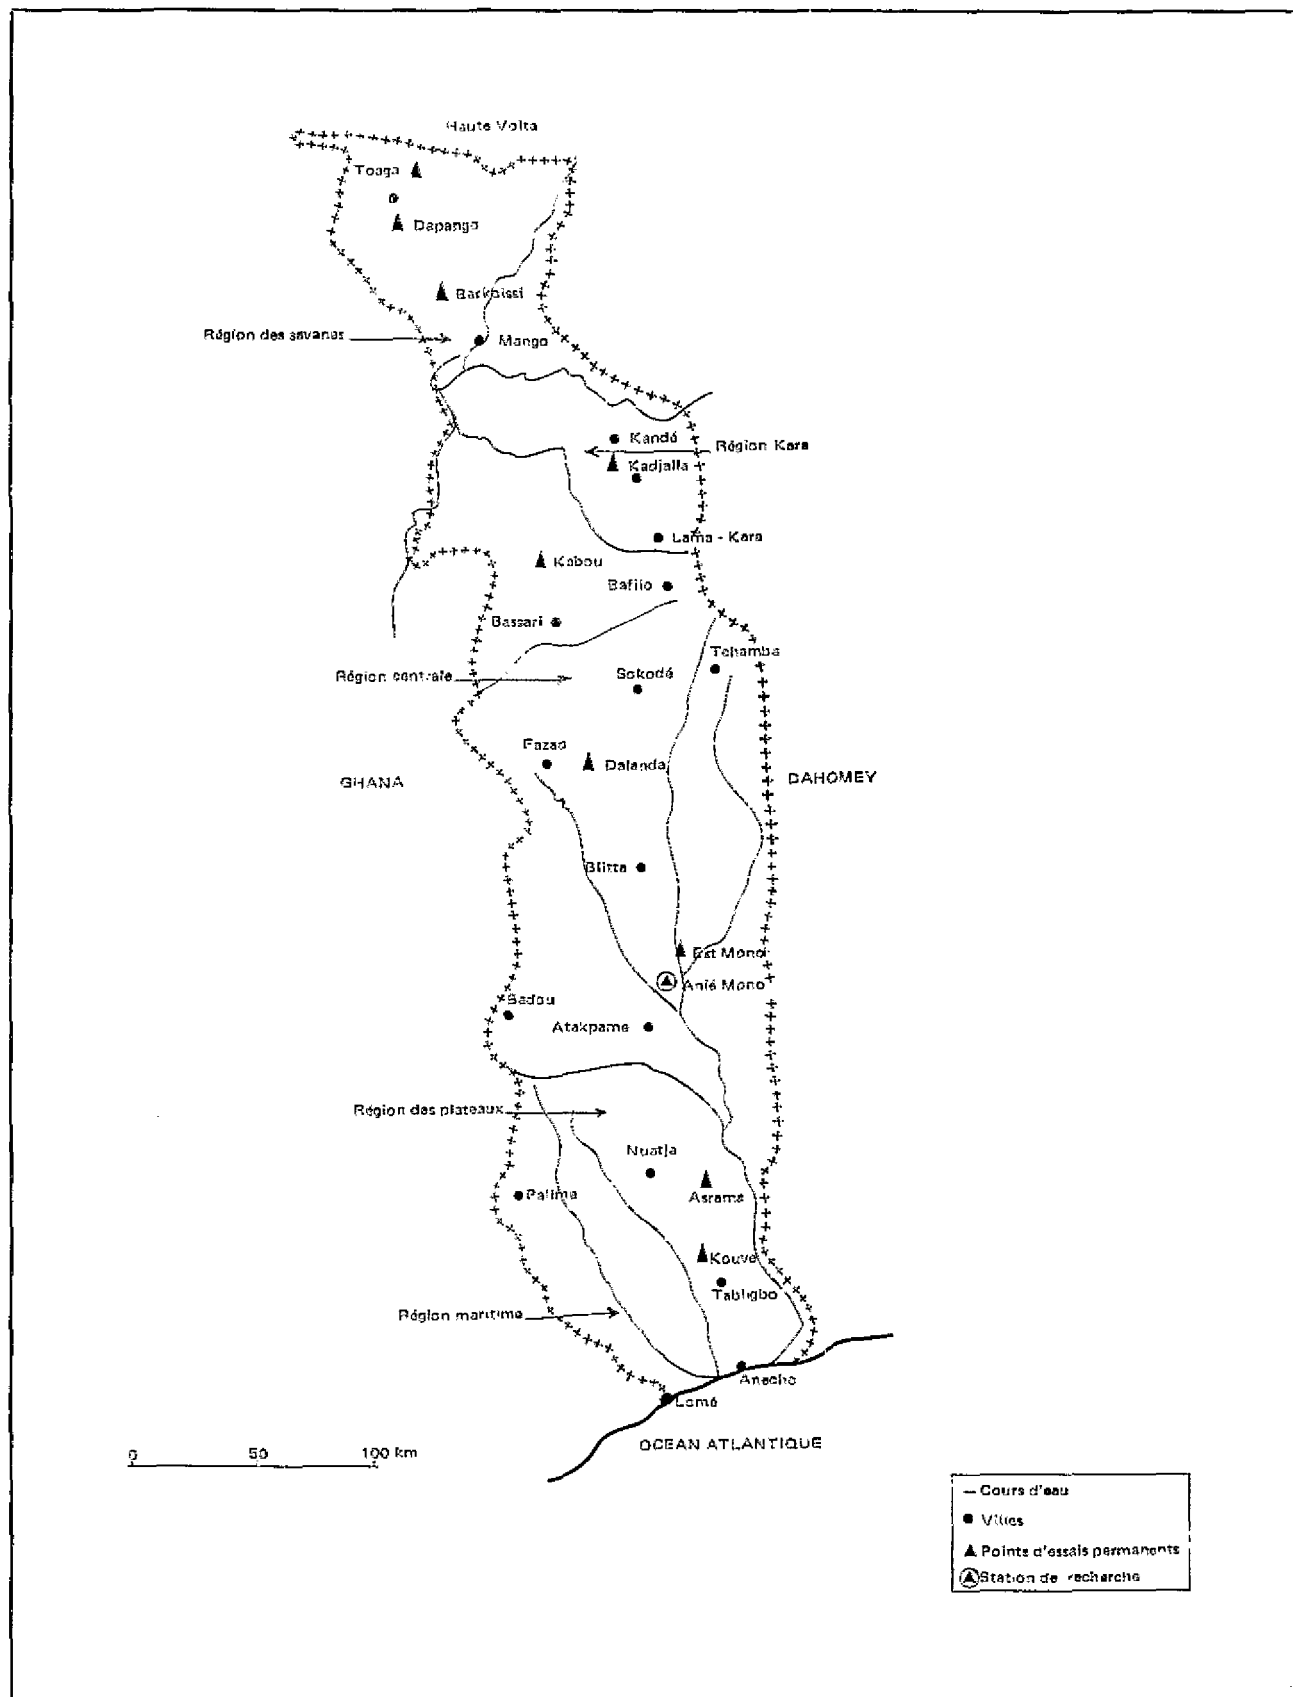 Haute Volta
Toaga
Dapango
Barkoissi
Région des savanes
Mango
Kandé
Région Kara
Kadjalla
Lama - Kara
Kabou
Bafilo
Bassari
Tchamba
Région centrale
Sokodé
Fazao
Dalanda
GHANA
DAHOMEY
Blitta
Est Mono
Anié Mono
Badou
Atakpame
Région des plateaux
Nuatja
Asrama
Palime
Kouve
Tabligbo
Région maritime
Anecho
Lomé
OCEAN ATLANTIQUE
0 50 100 km
Cours d'eau
Villes
Points d'essais permanents
Station de recherche